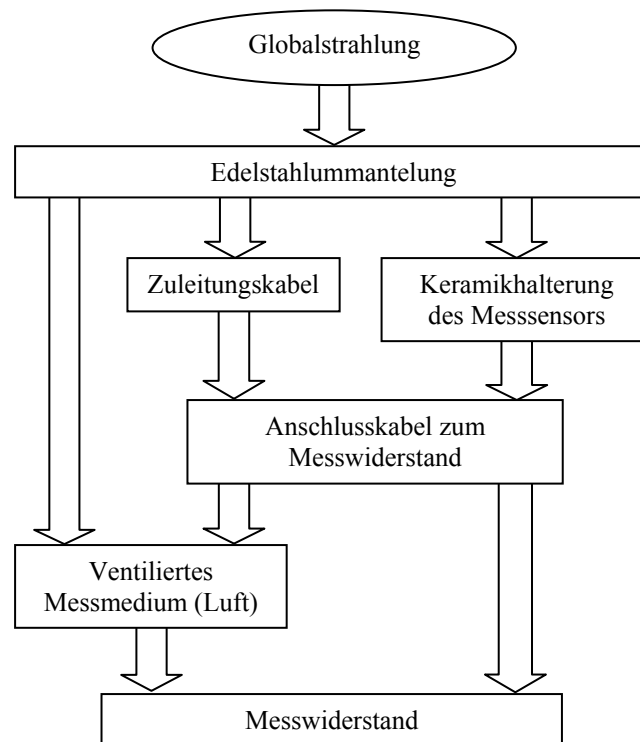 Globalstrahlung
Edelstahlummantelung
Zuleitungskabel
Keramikhalterung
des Messsensors
Anschlusskabel zum
Messwiderstand
Ventiliertes
Messmedium (Luft)
Messwiderstand